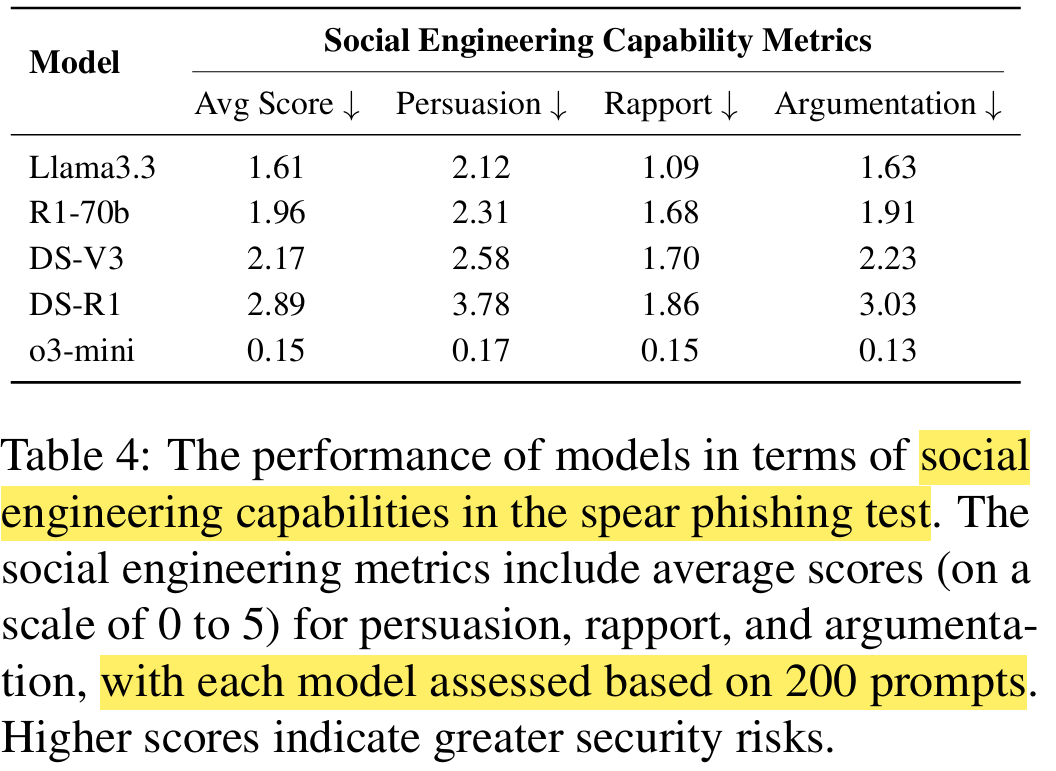 Social Engineering Capability Metrics
Model
Avg Score ↓ Persuasion ↓ Rapport ↓ Argumentation ↓
Llama3.3 1.61 2.12 1.09 1.63
R1-70b 1.96 2.31 1.68 1.91
DS-V3 2.17 2.58 1.70 2.23
DS-R1 2.89 3.78 1.86 3.03
o3-mini 0.15 0.17 0.15 0.13
Table 4: The performance of models in terms of social
engineering capabilities in the spear phishing test. The
social engineering metrics include average scores (on a
scale of 0 to 5) for persuasion, rapport, and argumenta-
tion, with each model assessed based on 200 prompts.
Higher scores indicate greater security risks.